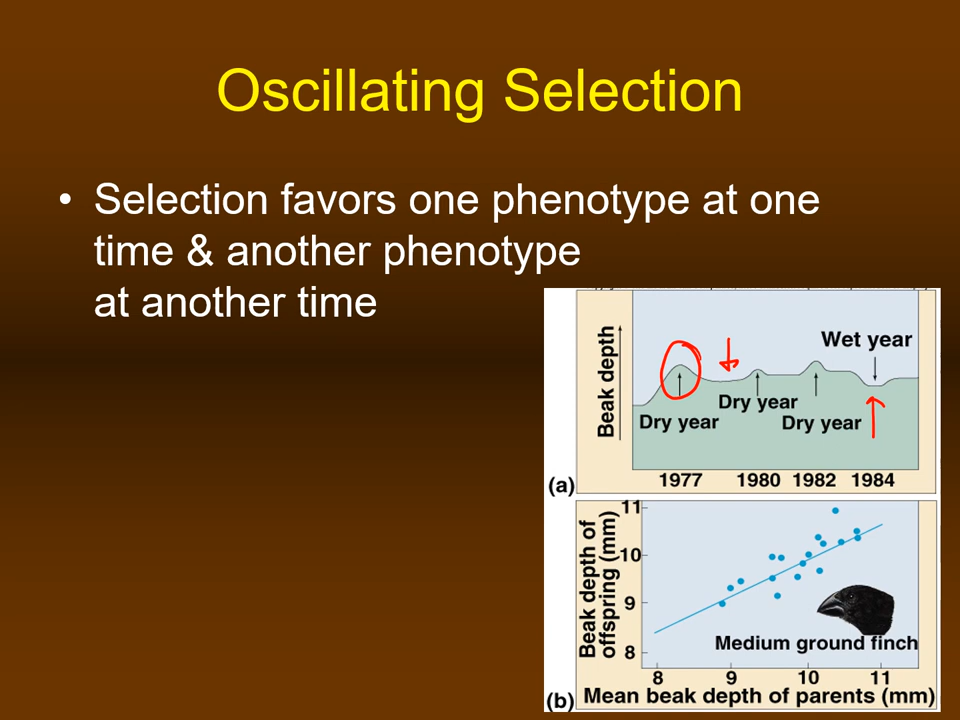 Oscillating Selection
• Selection favors one phenotype at one
time & another phenotype
at another time
Beak depth
Wet year
Dry year
Dry year
Dry year
1977 1980 1982 1984
(a)
Beak depth of
offspring (mm)
11
10
9
8
Medium ground finch
8 9 10 11
(b) Mean beak depth of parents (mm)